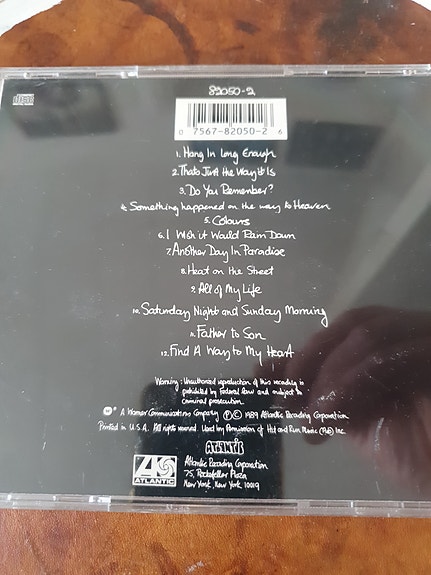 82050-2
0 7567-82050-2 6
1. Hang In Long Enough
2. Thats Just the Way It Is
3. Do You Remember?
4. Something happened on the way to Heaven
5. Colours
6. I Wish it Would Rain Down
7. Another Day In Paradise
8. Heat on the Street
9. All of My Life
10. Saturday Night and Sunday Morning
11. Father to Son
12. Find A Way to My Heart
Warning: Unauthorized reproduction of this recording is
prohibited by Federal law and subject to
criminal prosecution.
A Warner Communications Company ℗ © 1989 Atlantic Recording Corporation
Printed in U.S.A. All rights reserved. Used by Permission of Hit and Run Music (Pub) Inc.
ATLANTIC
Atlantic Recording Corporation
75, Rockefeller Plaza
New York, New York, 10019
ATLANTIC